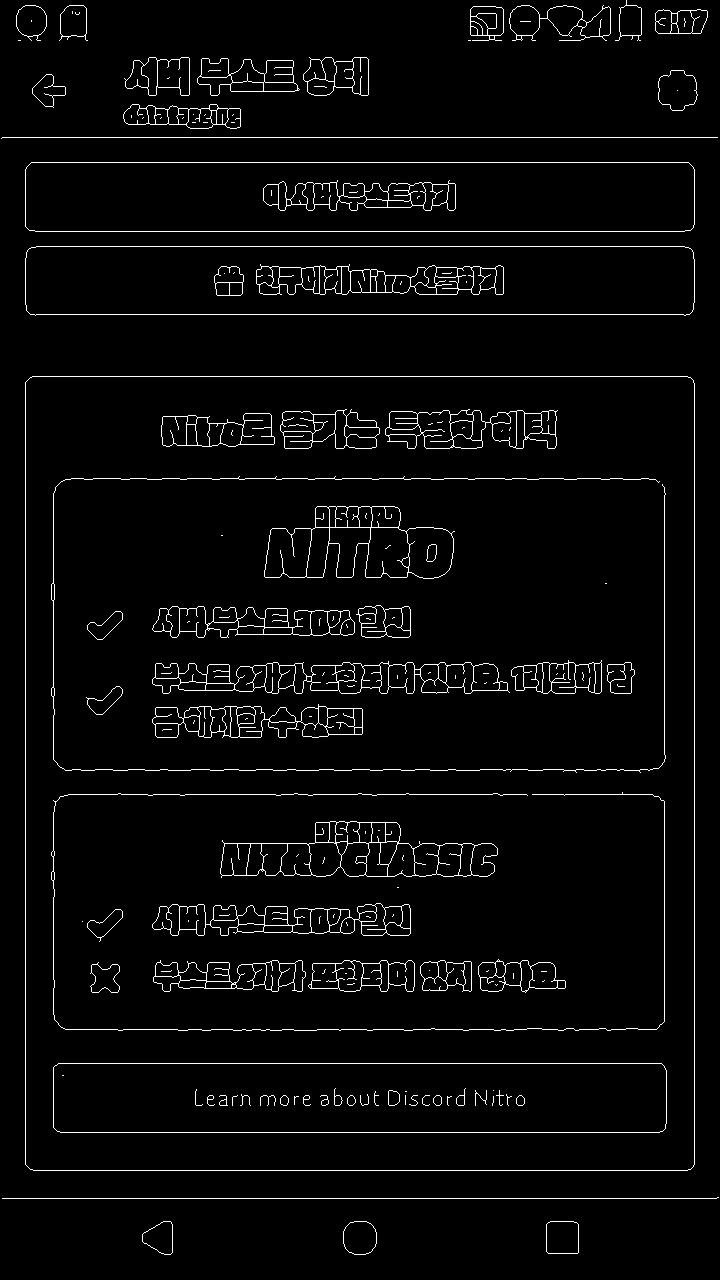 3:07
서버 부스트 상태
datatagging
이 서버 부스트하기
친구에게 Nitro 선물하기
Nitro로 즐기는 특별한 혜택
DISCORD
NITRO
서버 부스트 30% 할인
부스트 2개가 포함되어 있어요. 1레벨에 잠
금 해제할 수 있죠!
DISCORD
NITRO CLASSIC
서버 부스트 30% 할인
부스트 2개가 포함되어 있지 않아요.
Learn more about Discord Nitro